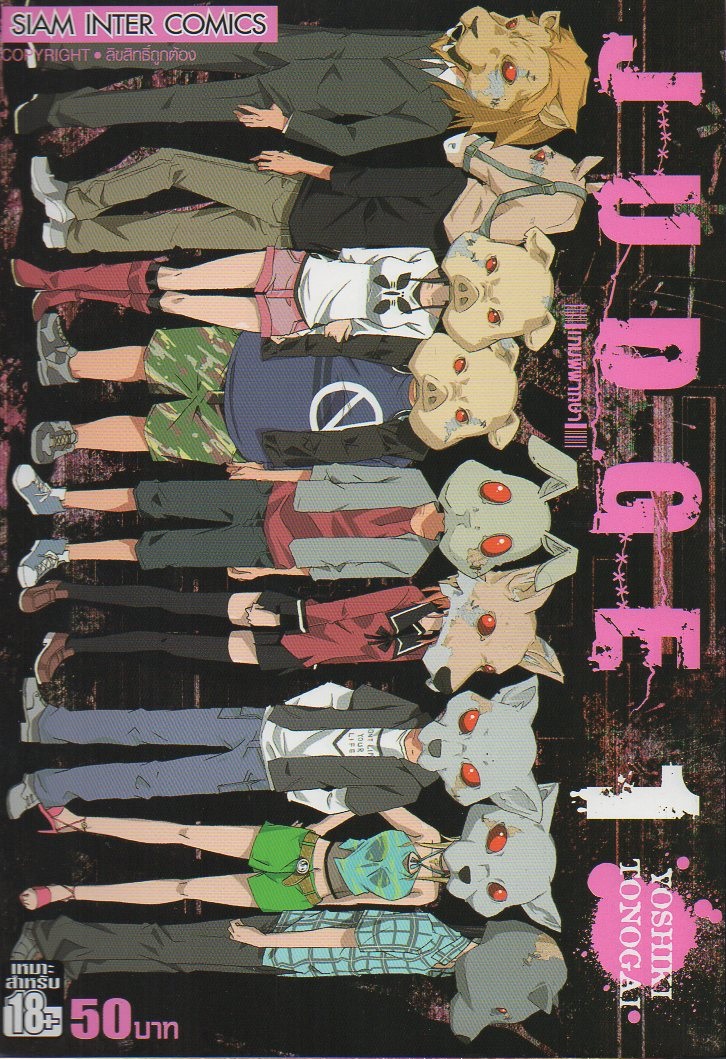 SIAM INTER COMICS
COPYRIGHT • ลิขสิทธิ์ถูกต้อง
JUDGE
เกมพิพากษา
1
YOSHIKI
TONOGAI
YOUR
LIFE
เหมาะ
สำหรับ
18+
50 บาท